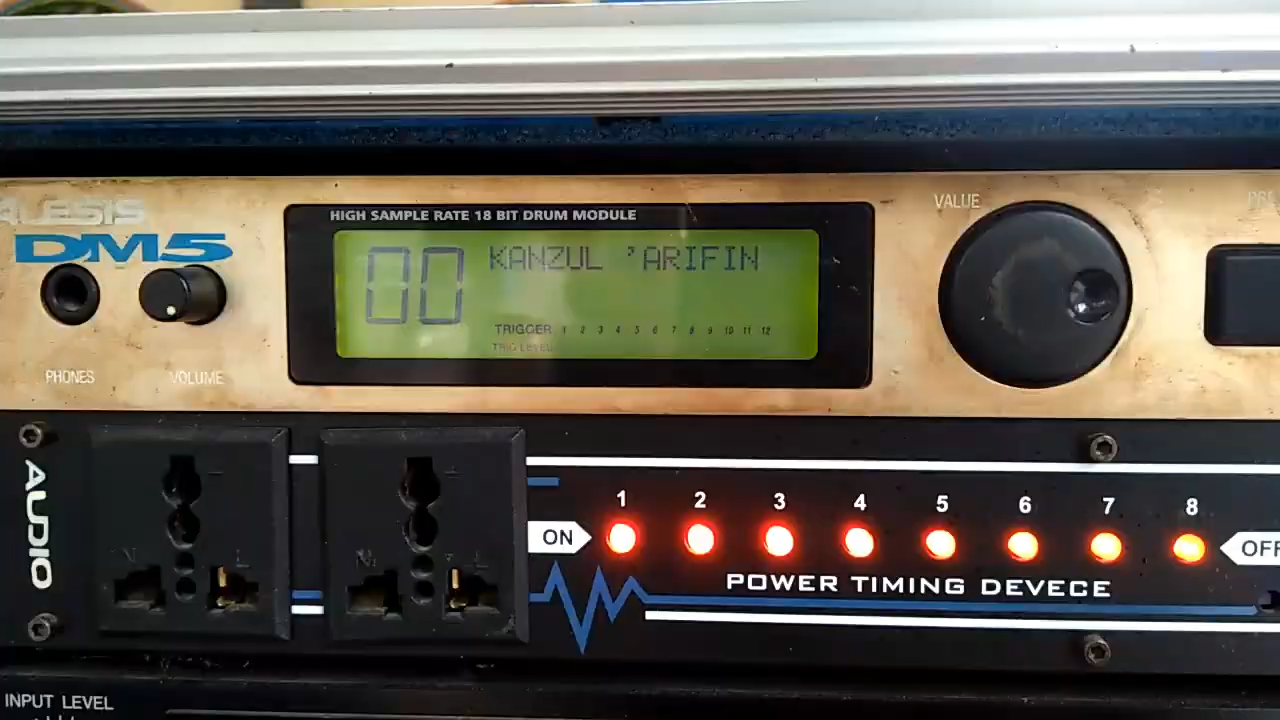 ALESIS
DM5
PHONES
VOLUME
HIGH SAMPLE RATE 18 BIT DRUM MODULE
00
KANZUL 'ARIFIN
TRIGGER 1 2 3 4 5 6 7 8 9 10 11 12
TRIG LEVEL
VALUE
AUDIO
N L
N L
1 2 3 4 5 6 7 8
ON
OFF
POWER TIMING DEVECE
INPUT LEVEL